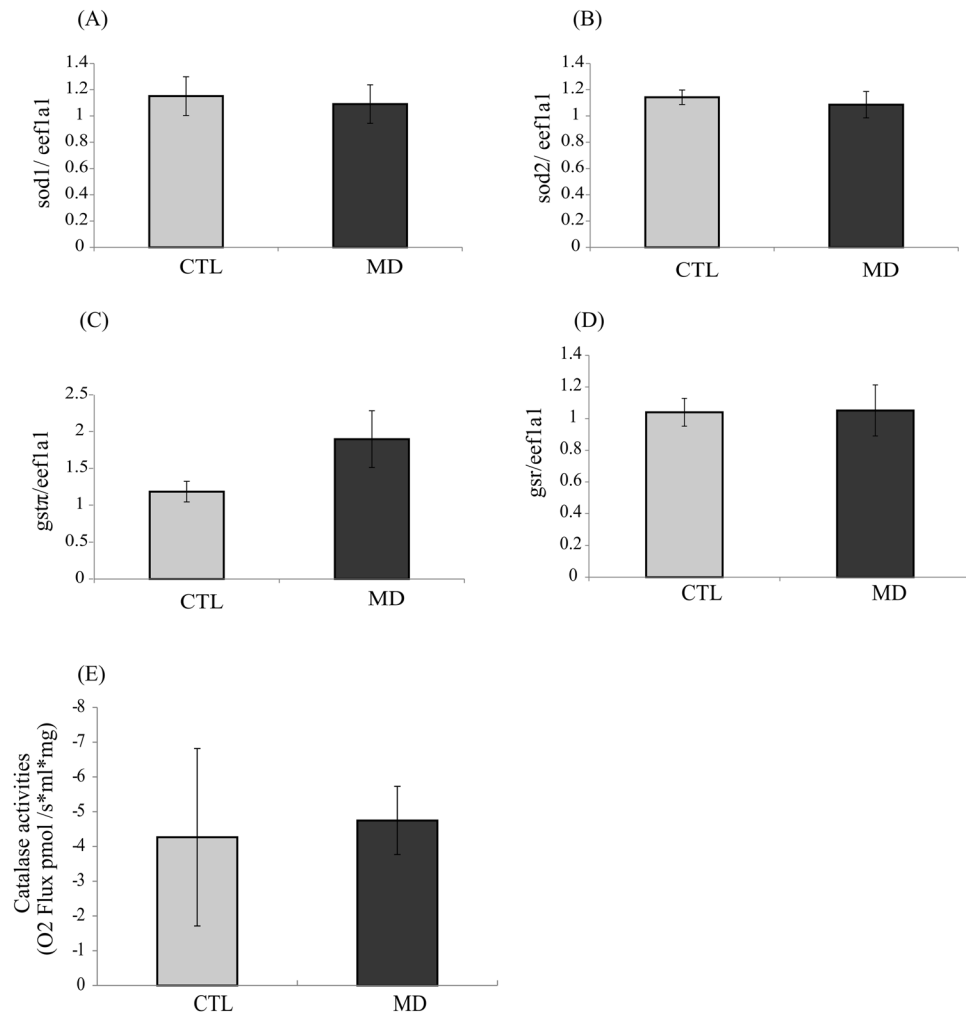 (A)
1.4
1.2
1
0.8
0.6
0.4
0.2
0
sod1/ eef1a1
CTL
MD
(B)
1.4
1.2
1
0.8
0.6
0.4
0.2
0
sod2/ eef1a1
CTL
MD
(C)
2.5
2
1.5
1
0.5
0
gstπ/eef1a1
CTL
MD
(D)
1.4
1.2
1
0.8
0.6
0.4
0.2
0
gsr/eef1a1
CTL
MD
(E)
-8
-7
-6
-5
-4
-3
-2
-1
0
Catalase activities
(O2 Flux pmol /s*ml*mg)
CTL
MD